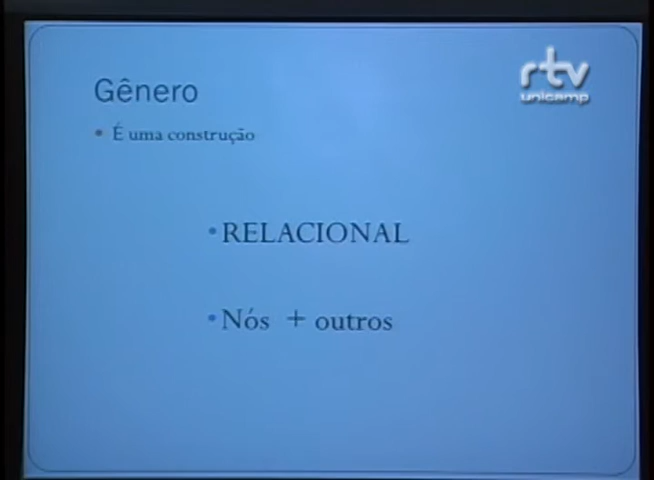 Gênero
rtv
unicamp
• É uma construção
• RELACIONAL
• Nós + outros